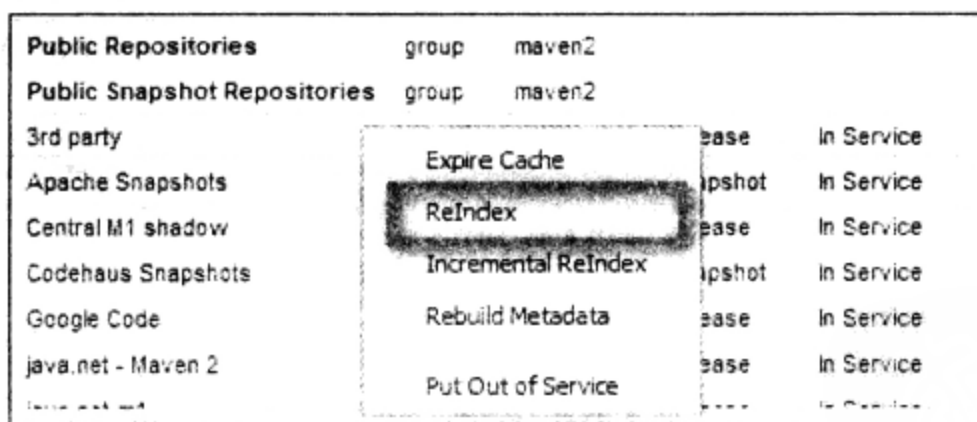 Public Repositories group maven2
Public Snapshot Repositories group maven2
3rd party ease In Service
Expire Cache
Apache Snapshots pshot In Service
ReIndex
Central M1 shadow ease In Service
Incremental ReIndex
Codehaus Snapshots pshot In Service
Google Code ease In Service
Rebuild Metadata
java.net - Maven 2 ease In Service
Put Out of Service